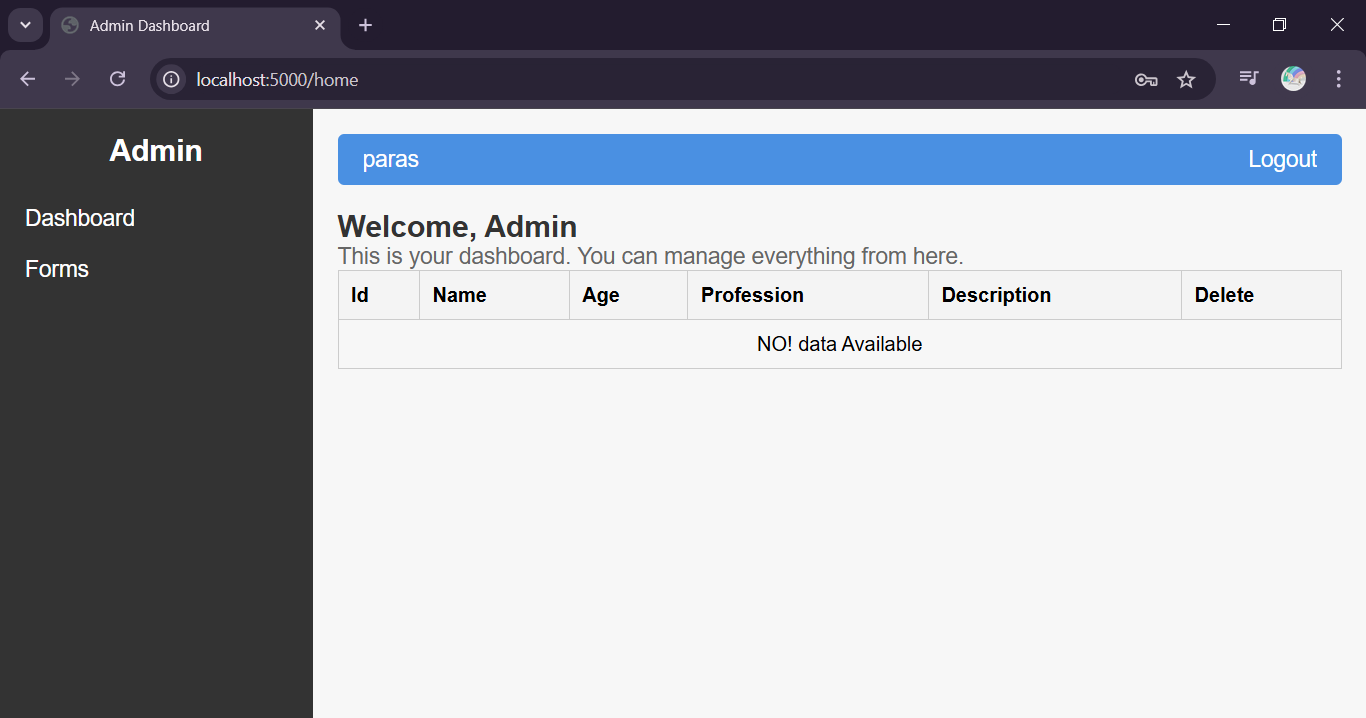 Admin Dashboard
localhost:5000/home
Admin
Dashboard
Forms
paras Logout
Welcome, Admin
This is your dashboard. You can manage everything from here.
Id Name Age Profession Description Delete
NO! data Available